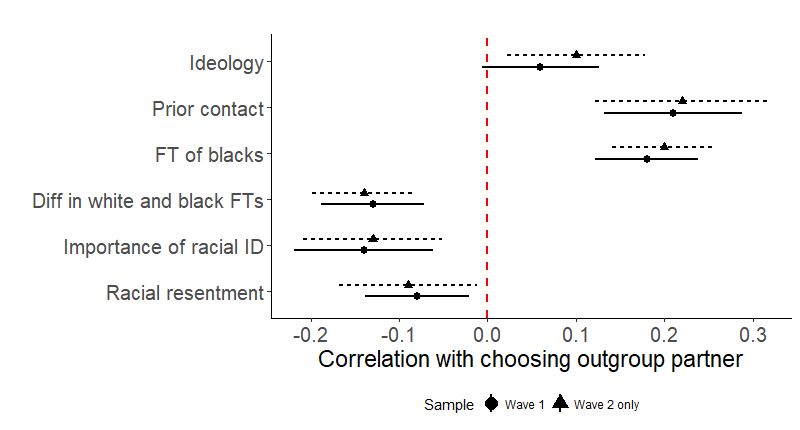 Ideology
Prior contact
FT of blacks
Diff in white and black FTs
Importance of racial ID
Racial resentment
-0.2 -0.1 0.0 0.1 0.2 0.3
Correlation with choosing outgroup partner
Sample Wave 1 Wave 2 only